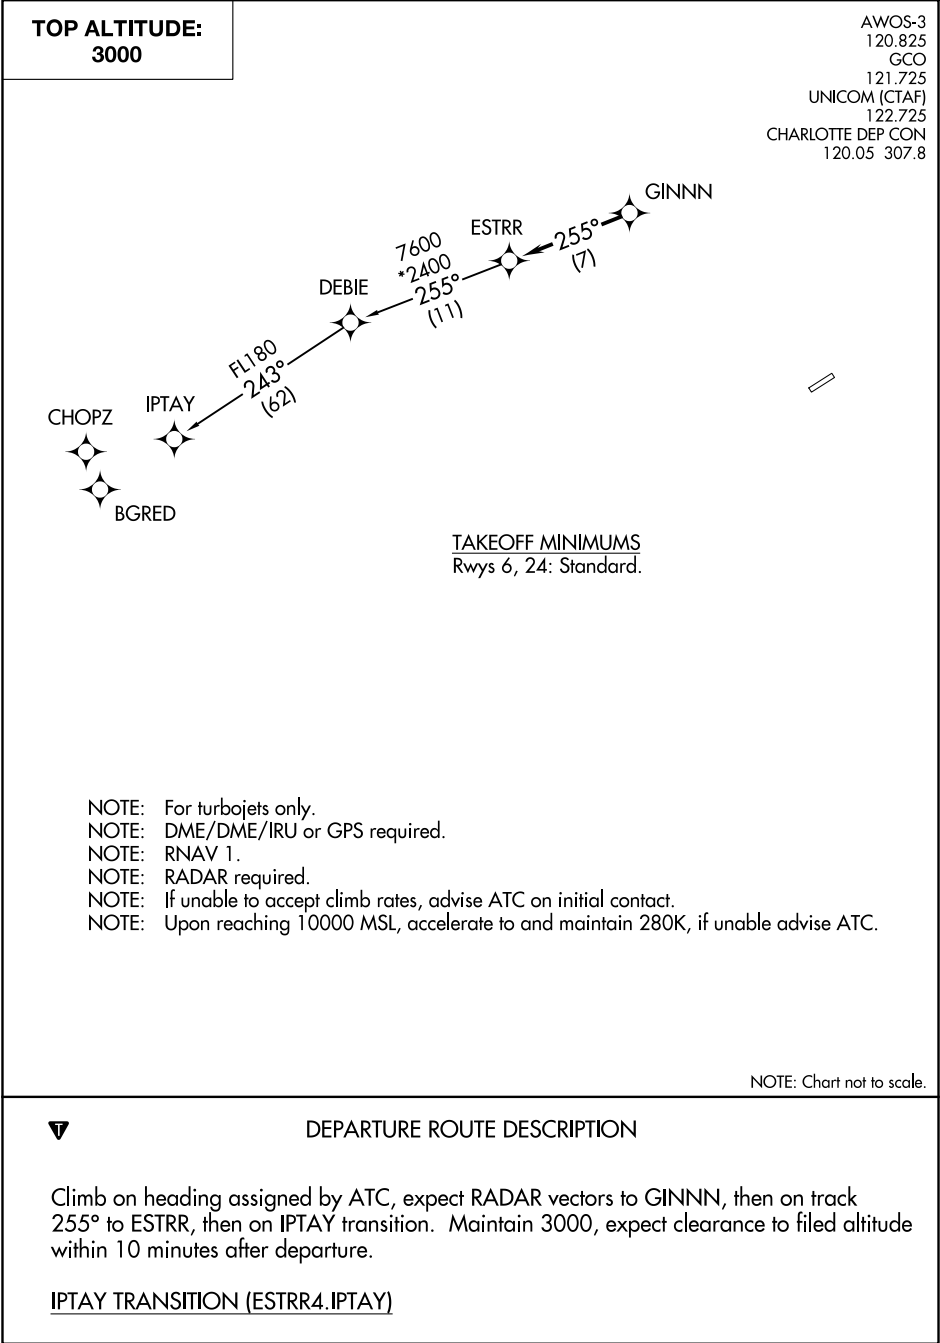 TOP ALTITUDE:
3000
AWOS-3
120.825
GCO
121.725
UNICOM (CTAF)
122.725
CHARLOTTE DEP CON
120.05 307.8
GINNN
255°
(7)
ESTRR
7600
*2400
255°
(11)
DEBIE
FL180
243°
(62)
IPTAY
CHOPZ
BGRED
TAKEOFF MINIMUMS
Rwys 6, 24: Standard.
NOTE: For turbojets only.
NOTE: DME/DME/IRU or GPS required.
NOTE: RNAV 1.
NOTE: RADAR required.
NOTE: If unable to accept climb rates, advise ATC on initial contact.
NOTE: Upon reaching 10000 MSL, accelerate to and maintain 280K, if unable advise ATC.
NOTE: Chart not to scale.
T
DEPARTURE ROUTE DESCRIPTION
Climb on heading assigned by ATC, expect RADAR vectors to GINNN, then on track
255° to ESTRR, then on IPTAY transition. Maintain 3000, expect clearance to filed altitude
within 10 minutes after departure.
IPTAY TRANSITION (ESTRR4.IPTAY)